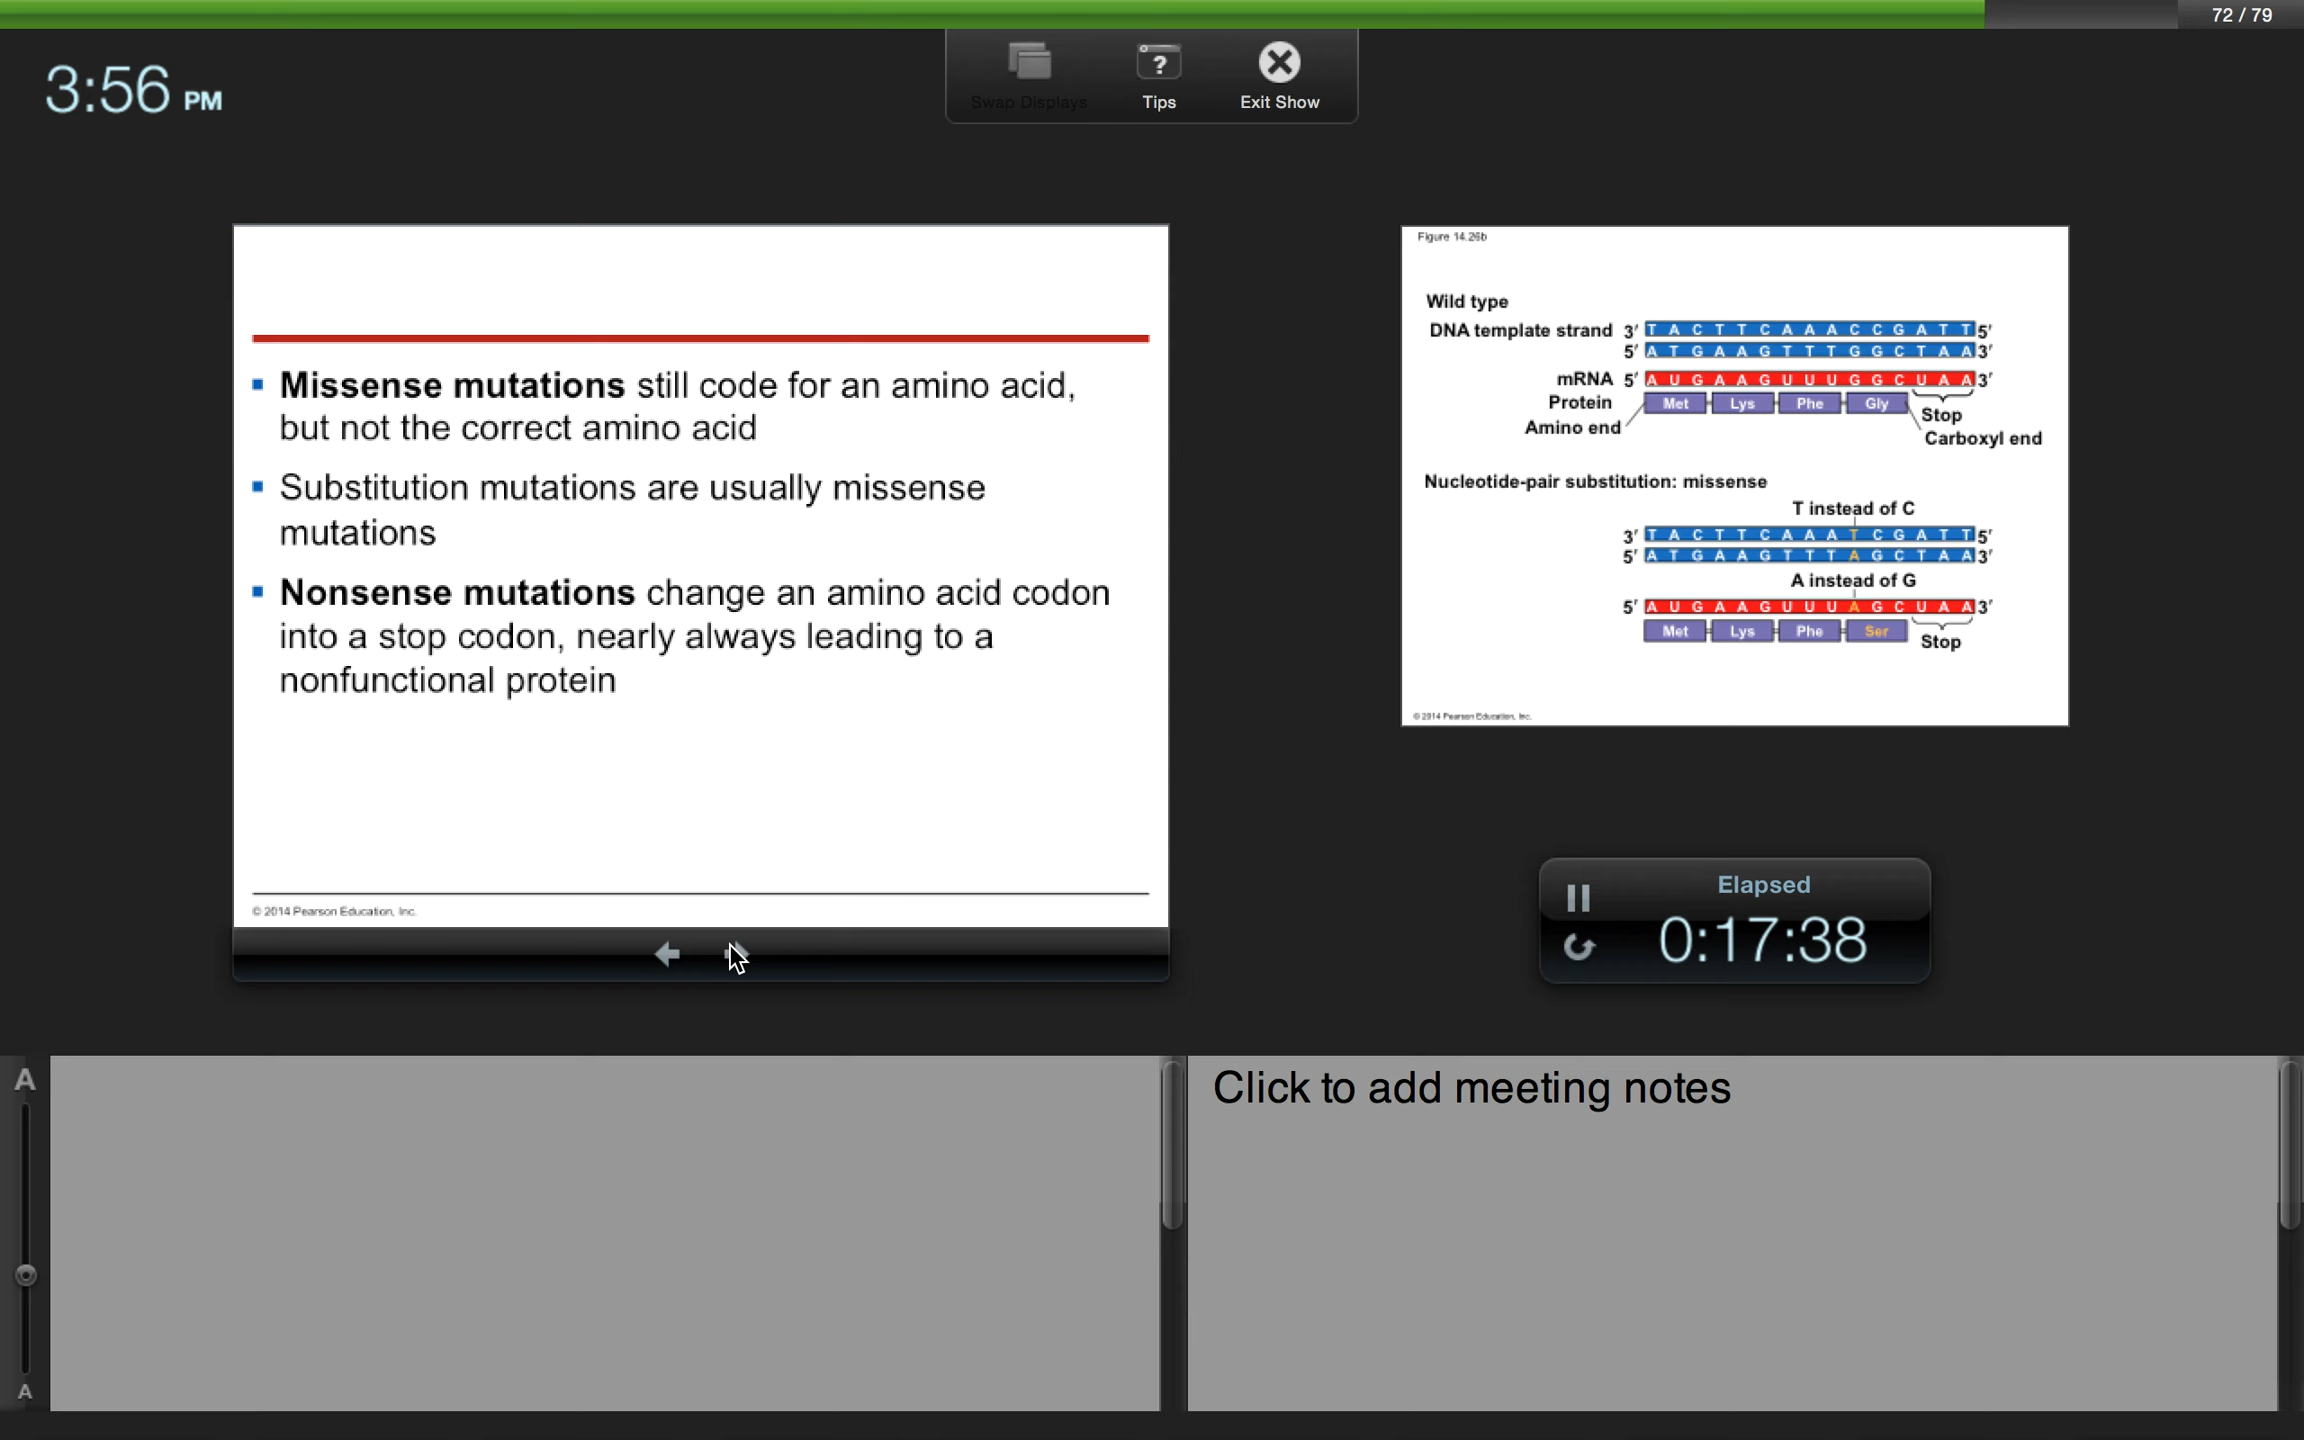 72 / 79
3:56 PM
Swap Displays
Tips
Exit Show
Missense mutations still code for an amino acid,
but not the correct amino acid
Substitution mutations are usually missense
mutations
Nonsense mutations change an amino acid codon
into a stop codon, nearly always leading to a
nonfunctional protein
© 2014 Pearson Education, Inc.
Figure 14.26b
Wild type
DNA template strand 3′ T A C T T C A A A C C G A T T 5′
5′ A T G A A G T T T G G C T A A 3′
mRNA 5′ A U G A A G U U U G G C U A A 3′
Protein Met Lys Phe Gly Stop
Amino end
Carboxyl end
Nucleotide-pair substitution: missense
T instead of C
3′ T A C T T C A A A T C G A T T 5′
5′ A T G A A G T T T A G C T A A 3′
A instead of G
5′ A U G A A G U U U A G C U A A 3′
Met Lys Phe Ser Stop
© 2014 Pearson Education, Inc.
Elapsed
0:17:38
A
A
Click to add meeting notes